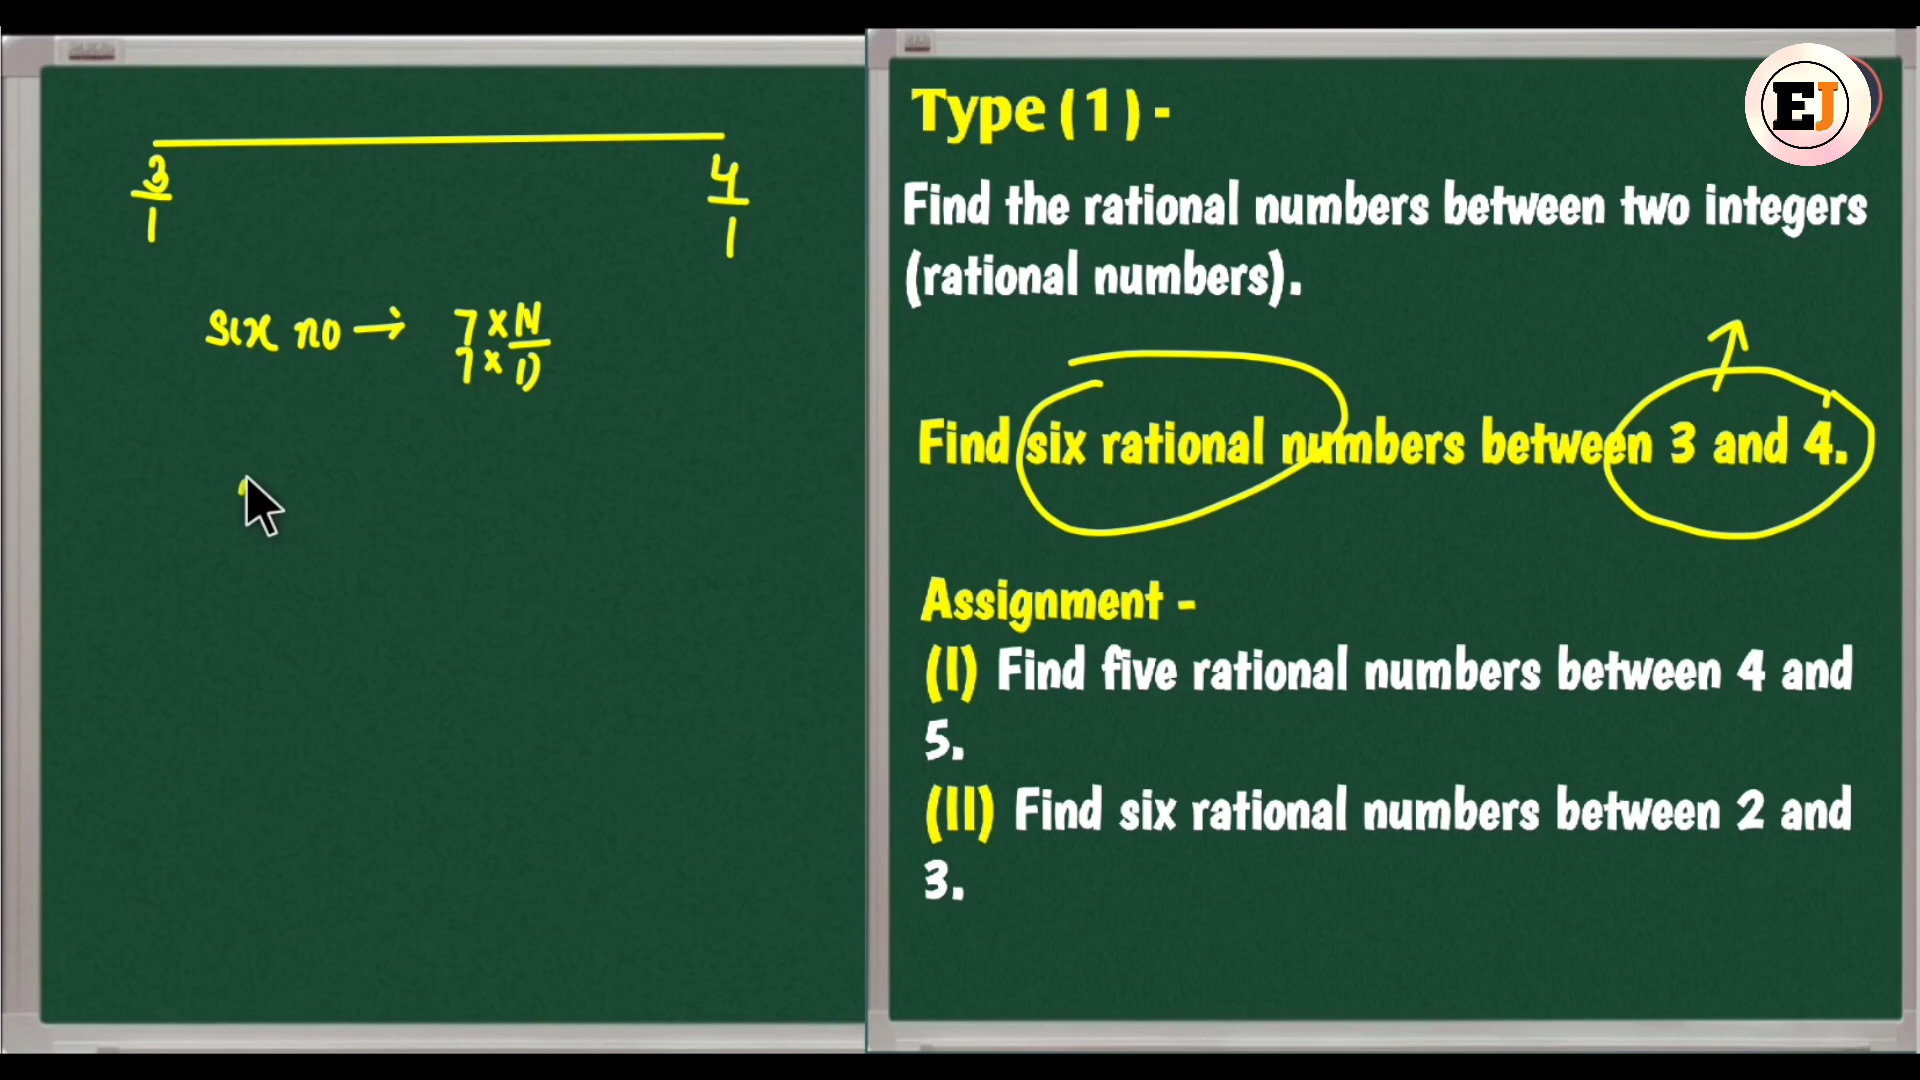 3
1
4
1
Six no → 7 × N
7 × D
EJ
Type (1) -
Find the rational numbers between two integers
(rational numbers).
Find six rational numbers between 3 and 4.
Assignment -
(I) Find five rational numbers between 4 and
5.
(II) Find six rational numbers between 2 and
3.